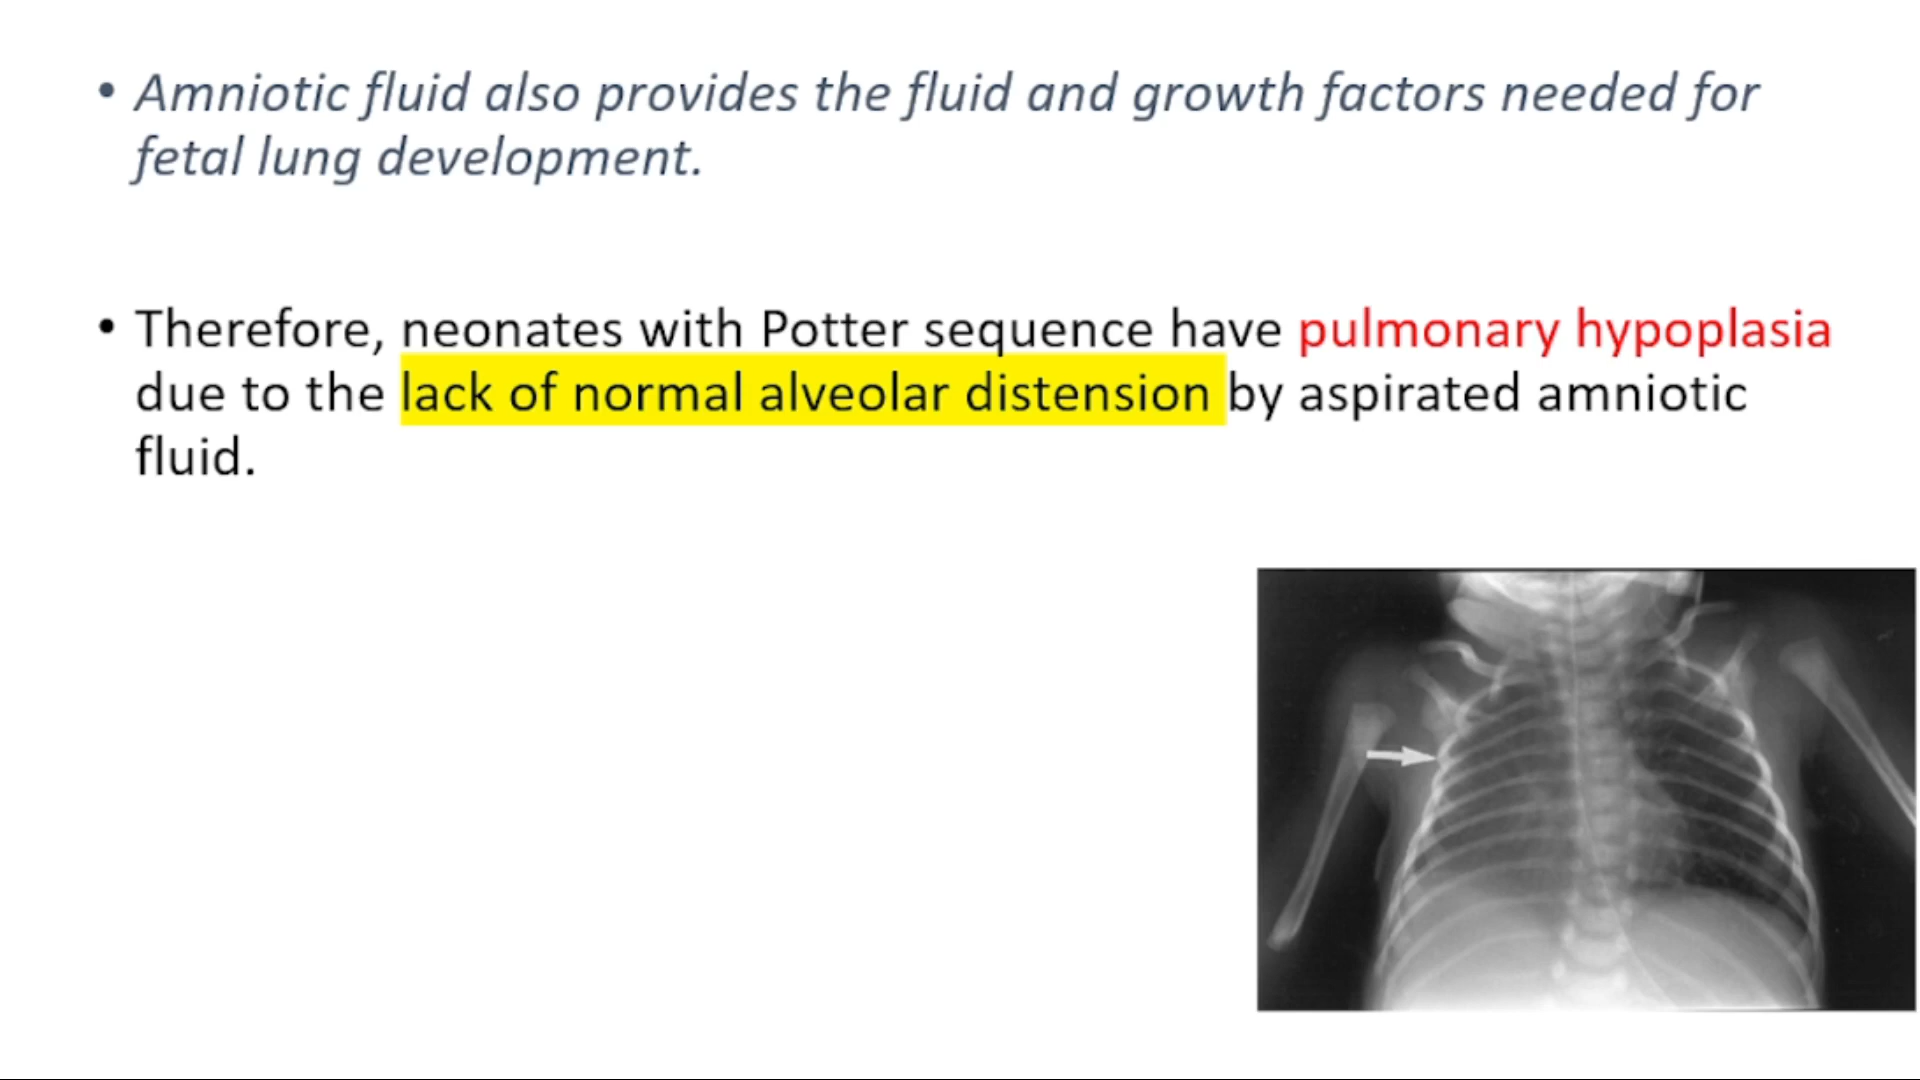 • Amniotic fluid also provides the fluid and growth factors needed for
fetal lung development.
• Therefore, neonates with Potter sequence have pulmonary hypoplasia
due to the lack of normal alveolar distension by aspirated amniotic
fluid.